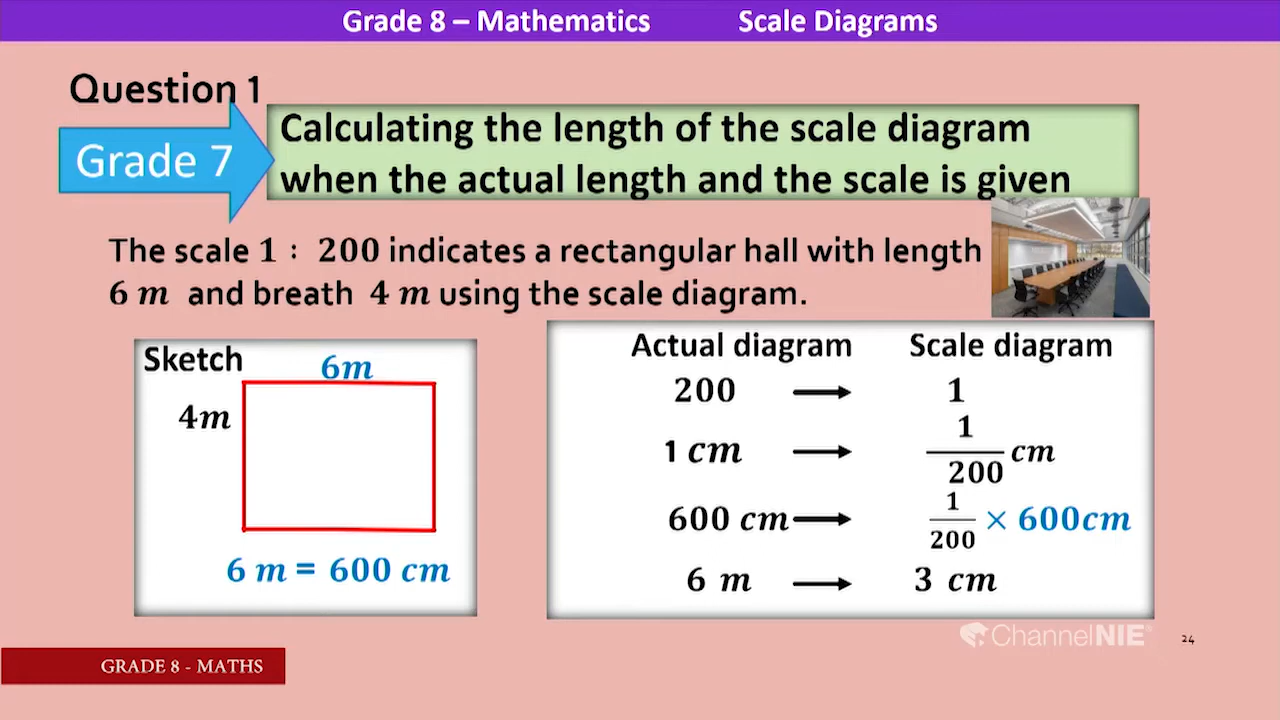 Grade 8 – Mathematics Scale Diagrams
Question 1
Grade 7
Calculating the length of the scale diagram
when the actual length and the scale is given
The scale 1 : 200 indicates a rectangular hall with length
6 m and breath 4 m using the scale diagram.
Sketch
6m
4m
6 m = 600 cm
Actual diagram Scale diagram
200 → 1
1 cm → 1/200 cm
600 cm → 1/200 × 600cm
6 m → 3 cm
ChannelNIE
24
GRADE 8 - MATHS